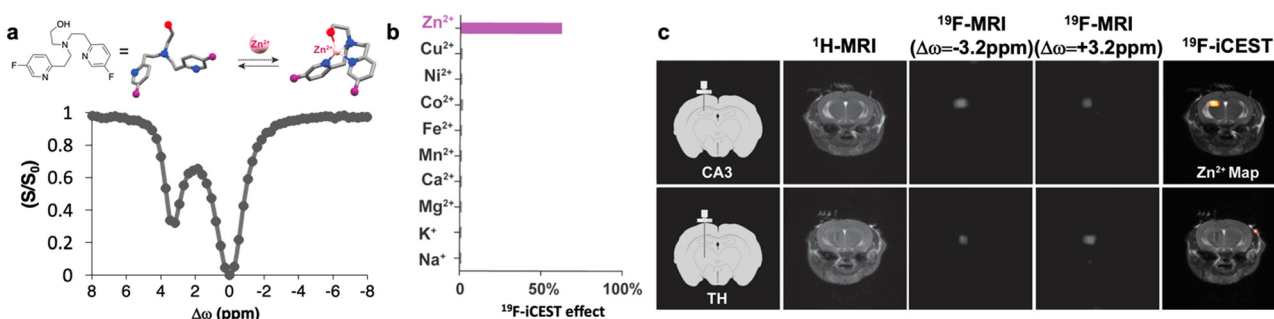 a
OH
N
N
N
F
F
=
Zn²⁺
Zn²⁺
(S/S₀)
1
0.8
0.6
0.4
0.2
0
8
6
4
2
0
-2
-4
-6
-8
Δω (ppm)
b
Zn²⁺
Cu²⁺
Ni²⁺
Co²⁺
Fe²⁺
Mn²⁺
Ca²⁺
Mg²⁺
K⁺
Na⁺
0
50%
100%
¹⁹F-iCEST effect
c
¹H-MRI
¹⁹F-MRI
(Δω=-3.2ppm)
¹⁹F-MRI
(Δω=+3.2ppm)
¹⁹F-iCEST
CA3
Zn²⁺ Map
TH